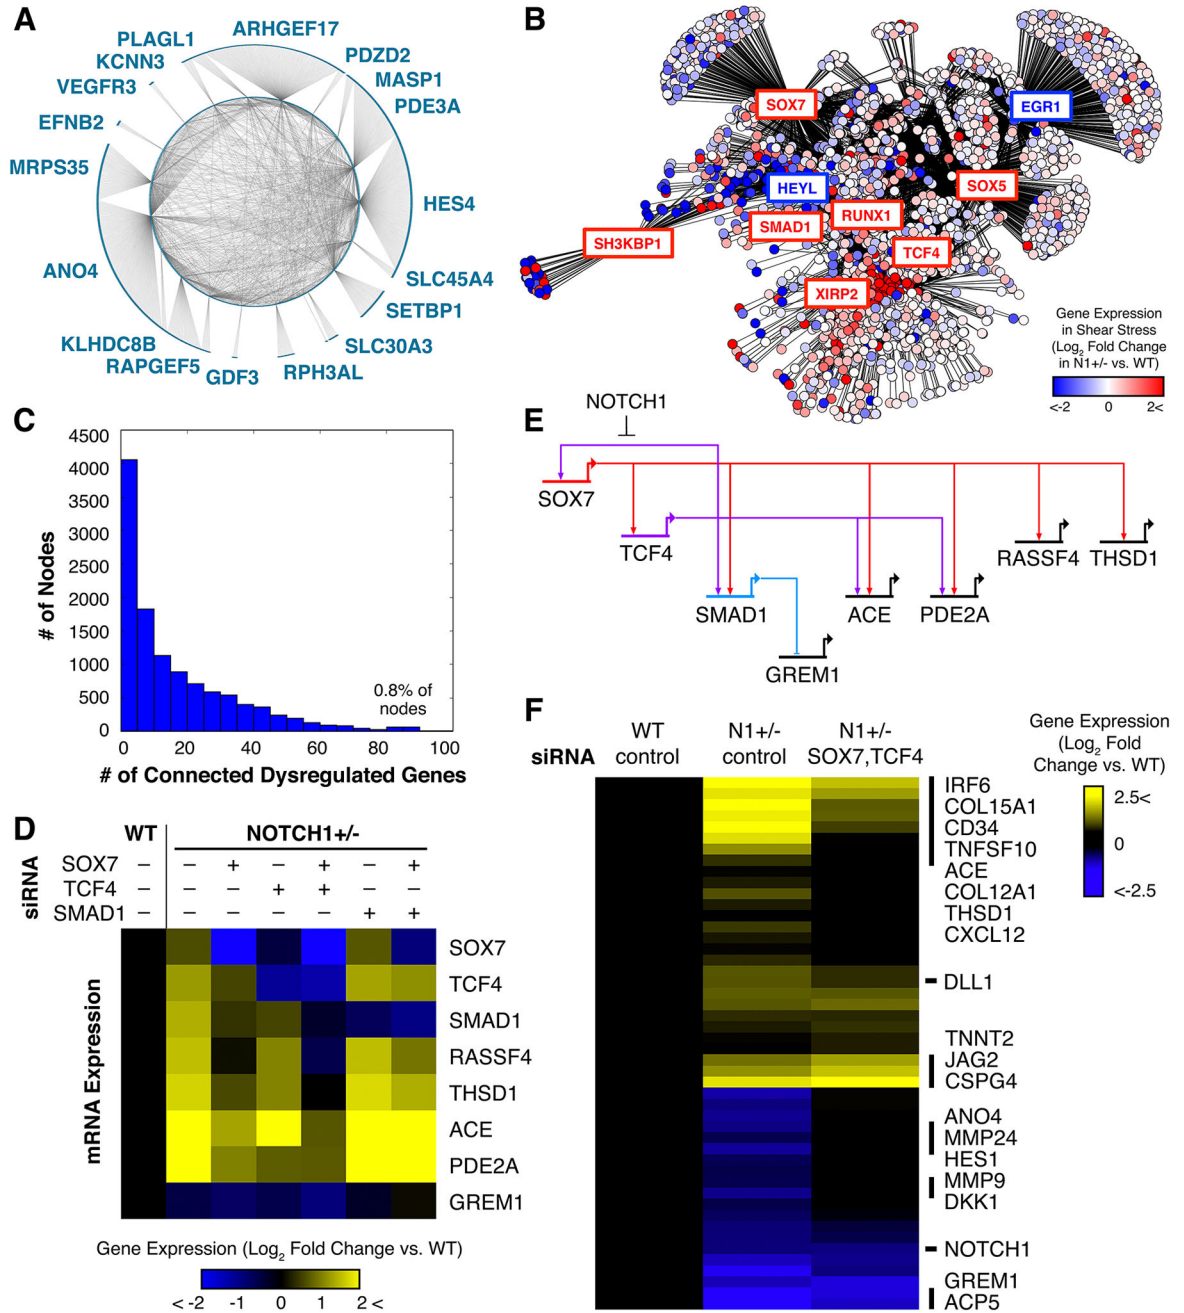 A
ARHGEF17
PLAGL1
KCNN3
VEGFR3
EFNB2
MRPS35
ANO4
KLHDC8B
RAPGEF5
GDF3
RPH3AL
SLC30A3
SETBP1
SLC45A4
HES4
PDE3A
MASP1
PDZD2
B
SOX7
EGR1
HEYL
SOX5
RUNX1
SMAD1
SH3KBP1
TCF4
XIRP2
Gene Expression
in Shear Stress
(Log2 Fold Change
in N1+/- vs. WT)
<-2 0 2<
C
4500
4000
3500
3000
2500
2000
1500
1000
500
0
# of Nodes
0.8% of
nodes
0 20 40 60 80 100
# of Connected Dysregulated Genes
D
WT NOTCH1+/-
siRNA
SOX7 – – + – + – +
TCF4 – – – + + – –
SMAD1 – – – – – + +
mRNA Expression
SOX7
TCF4
SMAD1
RASSF4
THSD1
ACE
PDE2A
GREM1
Gene Expression (Log2 Fold Change vs. WT)
< -2 -1 0 1 2 <
E
NOTCH1
SOX7
TCF4
RASSF4 THSD1
SMAD1 ACE PDE2A
GREM1
F
siRNA
WT
control
N1+/-
control
N1+/-
SOX7,TCF4
Gene Expression
(Log2 Fold
Change vs. WT)
2.5<
0
<-2.5
IRF6
COL15A1
CD34
TNFSF10
ACE
COL12A1
THSD1
CXCL12
DLL1
TNNT2
JAG2
CSPG4
ANO4
MMP24
HES1
MMP9
DKK1
NOTCH1
GREM1
ACP5